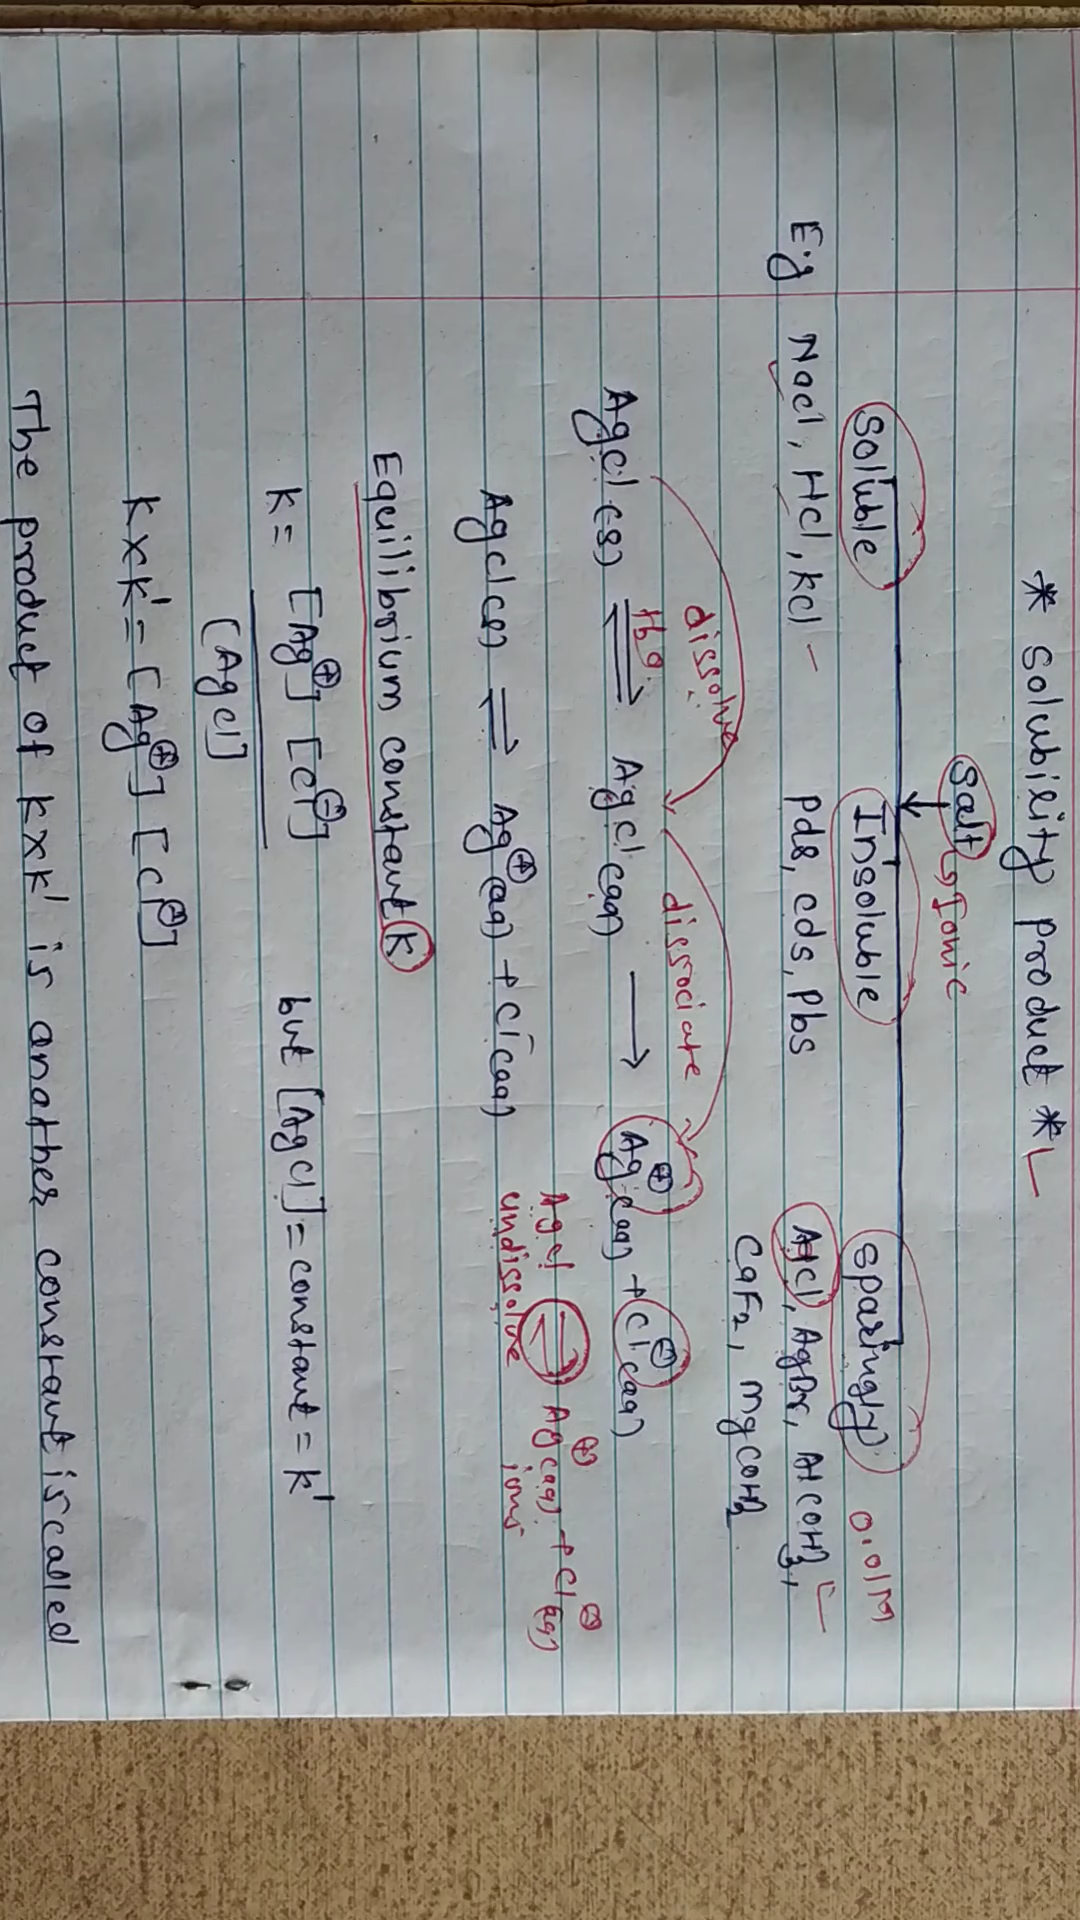 * Solubility product *
Salt → Ionic
Soluble Insoluble Sparingly 0.01M
E.g NaCl, HCl, KCl - Pds, cds, Pbs AgCl, AgBr, Al(OH)3,
CaF2, Mg(OH)2
dissolve dissociate
AgCl(s) ⇌ AgCl(aq) → Ag⊕(aq) + Cl⊖(aq)
H2O
AgCl(s) ⇌ Ag⊕(aq) + Cl-(aq)
AgCl ⇌ Ag⊕(aq) + Cl⊖(aq)
undissolve ions
Equilibrium constant K
K = [Ag⊕] [Cl⊖] but [AgCl] = constant = K'
[AgCl]
K x K' = [Ag⊕] [Cl⊖]
The product of K x K' is another constant is called